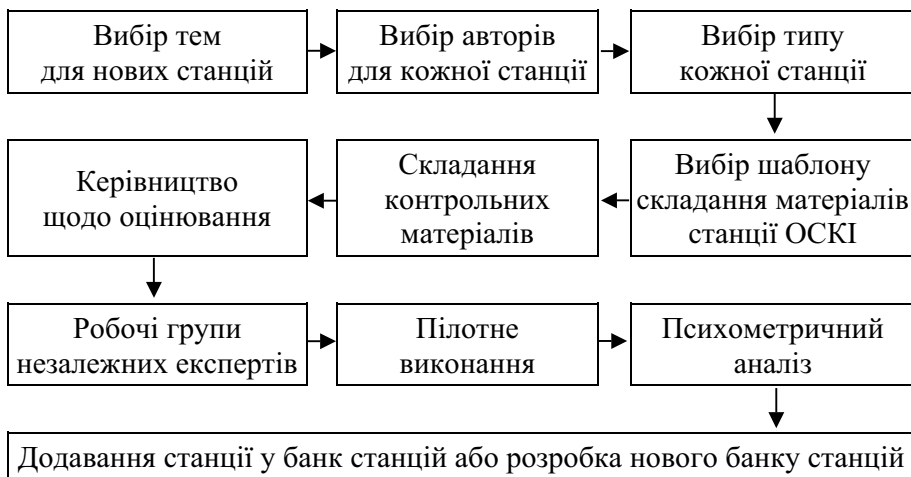 Вибір тем
для нових станцій
Вибір авторів
для кожної станції
Вибір типу
кожної станції
Керівництво
щодо оцінювання
Складання
контрольних
матеріалів
Вибір шаблону
складання матеріалів
станції ОСКІ
Робочі групи
незалежних експертів
Пілотне
виконання
Психометричний
аналіз
Додавання станції у банк станцій або розробка нового банку станцій